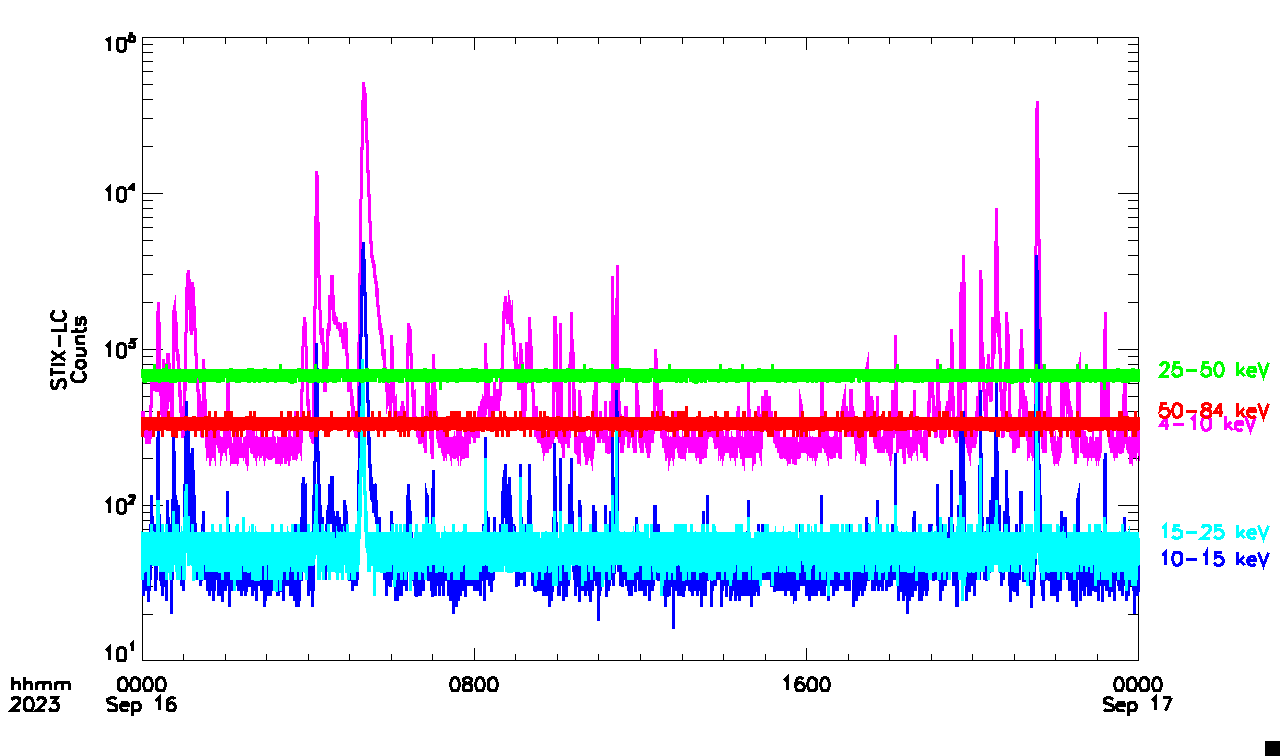 10⁵
10⁴
10³
10²
10¹
STIX-LC
Counts
25-50 keV
50-84 keV
4-10 keV
15-25 keV
10-15 keV
hhmm 0000 0800 1600 0000
2023 Sep 16 Sep 17